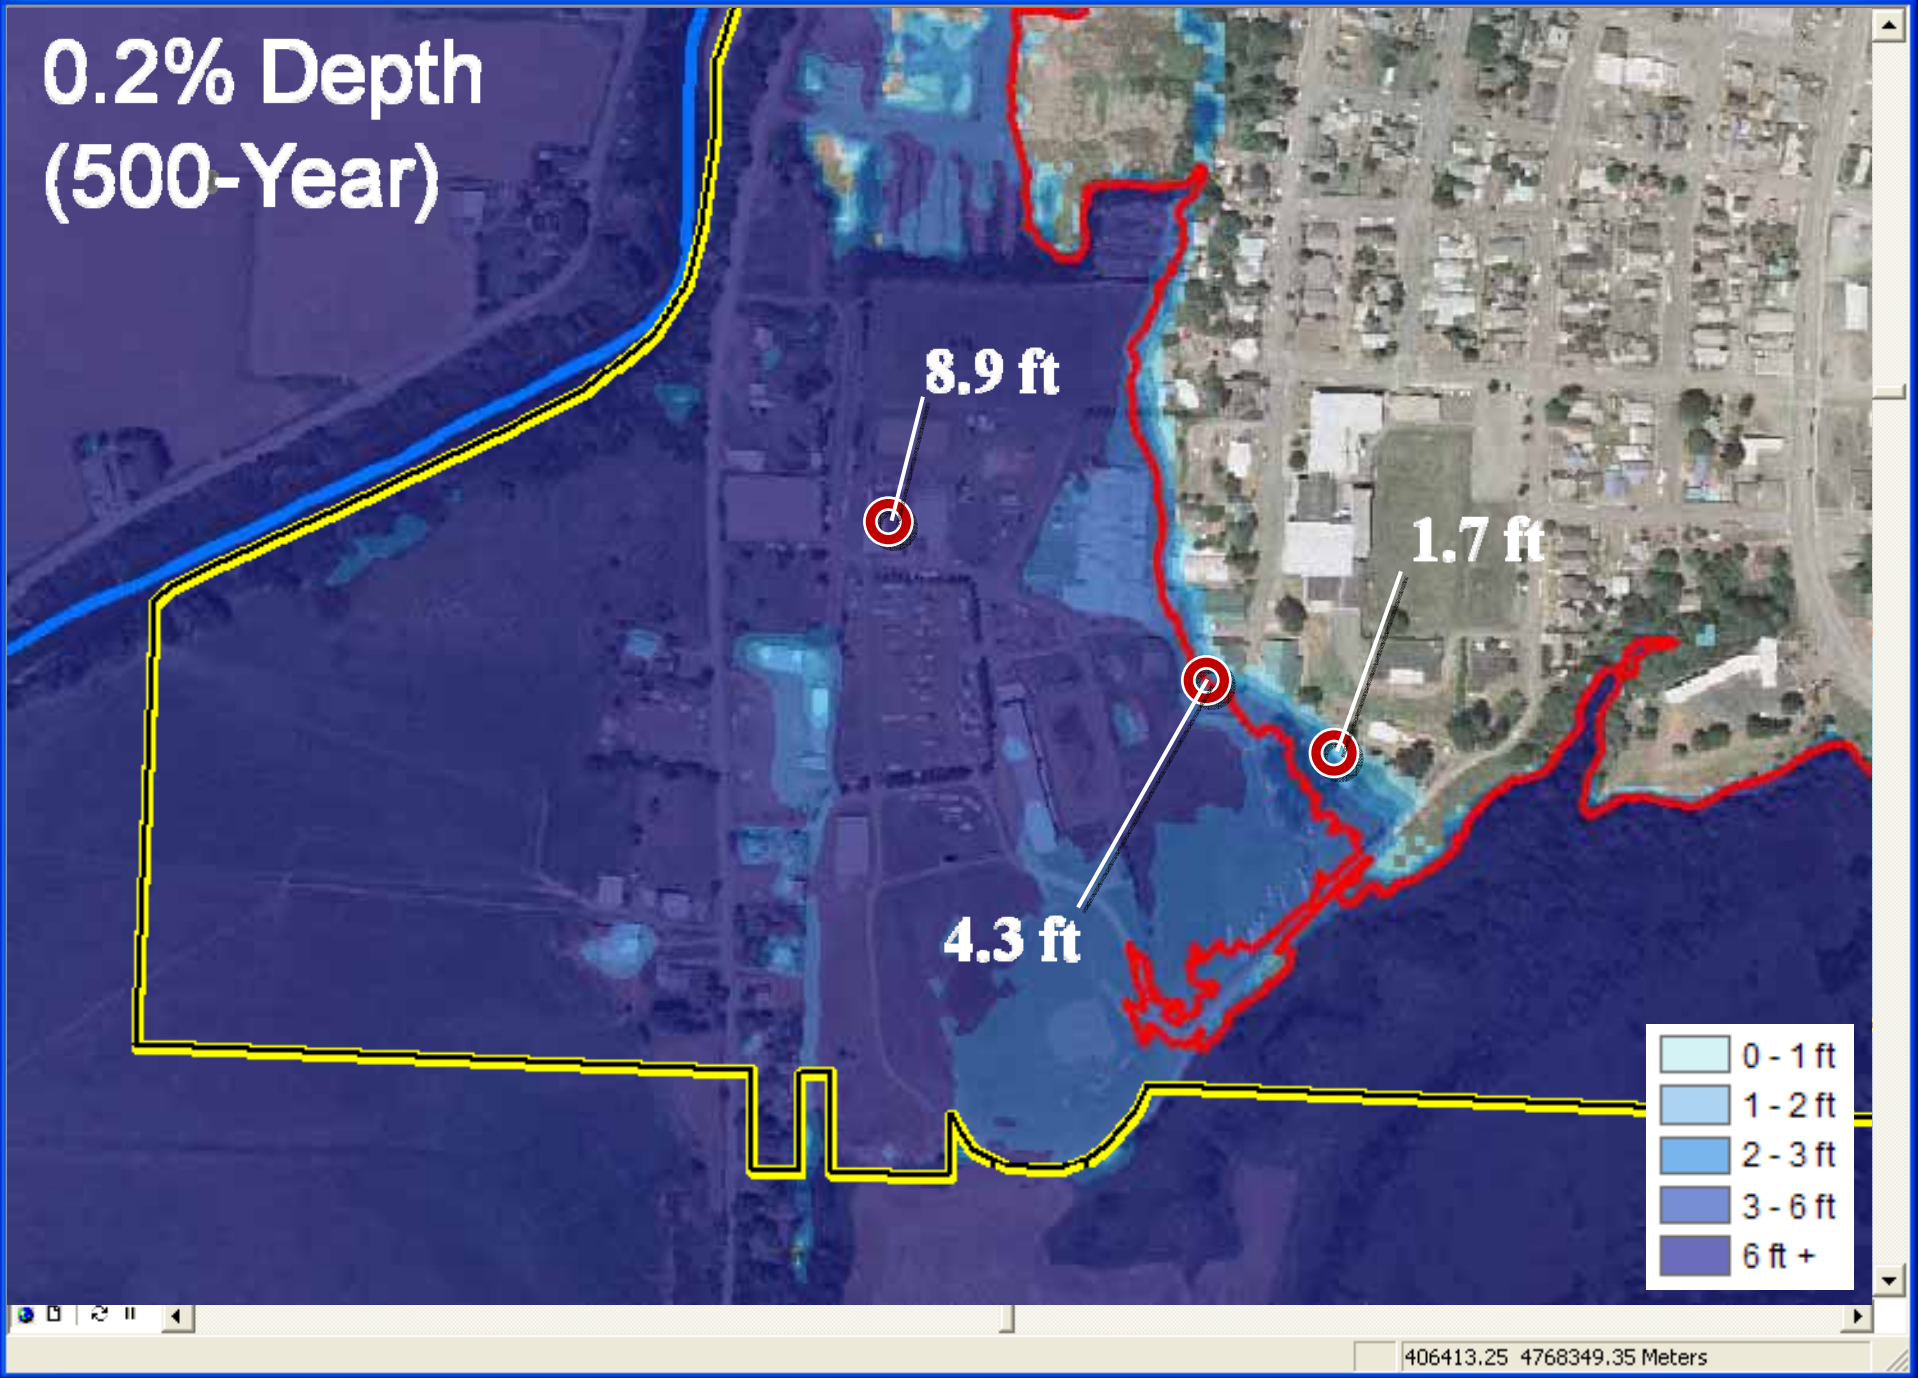 0.2% Depth
(500-Year)
8.9 ft
1.7 ft
4.3 ft
0 - 1 ft
1 - 2 ft
2 - 3 ft
3 - 6 ft
6 ft +
406413.25 4768349.35 Meters